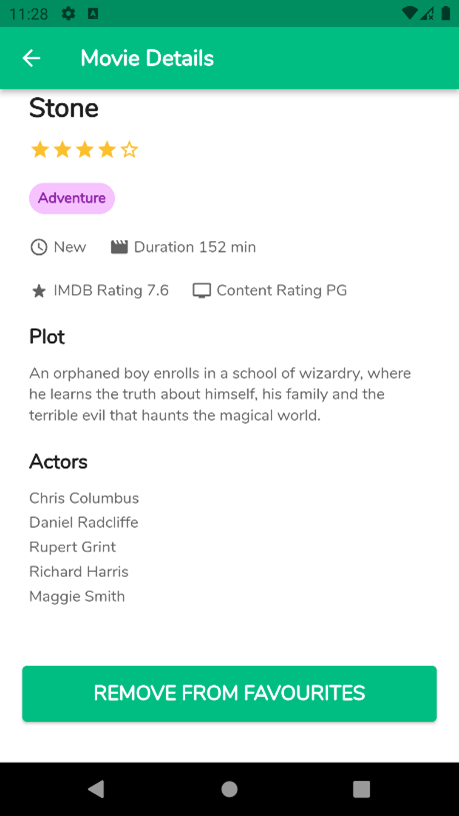 11:28
Movie Details
Stone
Adventure
New Duration 152 min
IMDB Rating 7.6 Content Rating PG
Plot
An orphaned boy enrolls in a school of wizardry, where
he learns the truth about himself, his family and the
terrible evil that haunts the magical world.
Actors
Chris Columbus
Daniel Radcliffe
Rupert Grint
Richard Harris
Maggie Smith
REMOVE FROM FAVOURITES